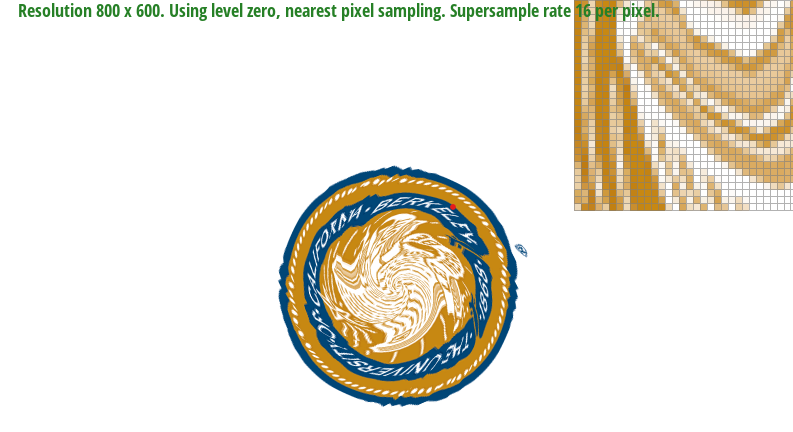 Resolution 800 x 600. Using level zero, nearest pixel sampling. Supersample rate 16 per pixel.
CALIFORNIA · BERKELEY
· 1868 ·
THE UNIVERSITY OF